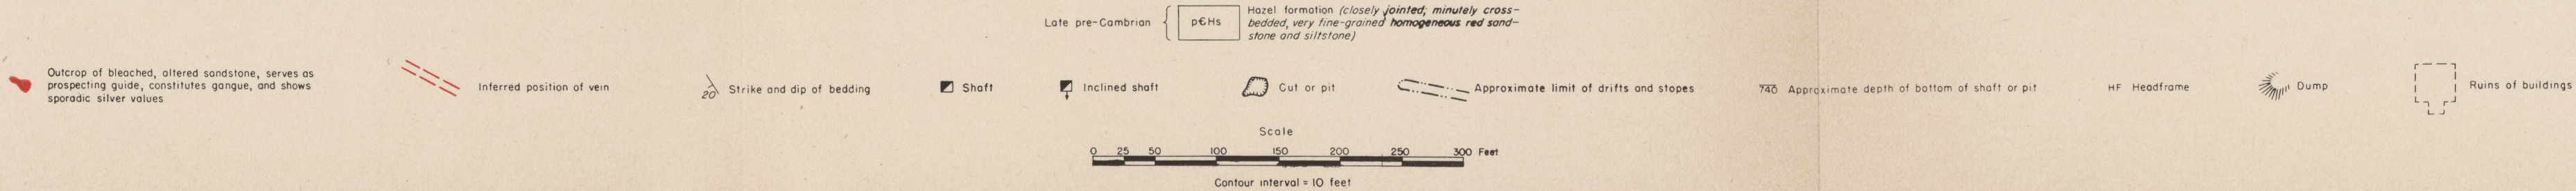 Late pre-Cambrian
p€Hs
Hazel formation (closely jointed, minutely cross-
bedded, very fine-grained homogeneous red sand-
stone and siltstone)
Outcrop of bleached, altered sandstone, serves as
prospecting guide, constitutes gangue, and shows
sporadic silver values
Inferred position of vein
20
Strike and dip of bedding
Shaft
Inclined shaft
Cut or pit
Approximate limit of drifts and stopes
740
Approximate depth of bottom of shaft or pit
HF
Headframe
Dump
Ruins of buildings
Scale
0 25 50 100 150 200 250 300 Feet
Contour interval = 10 feet